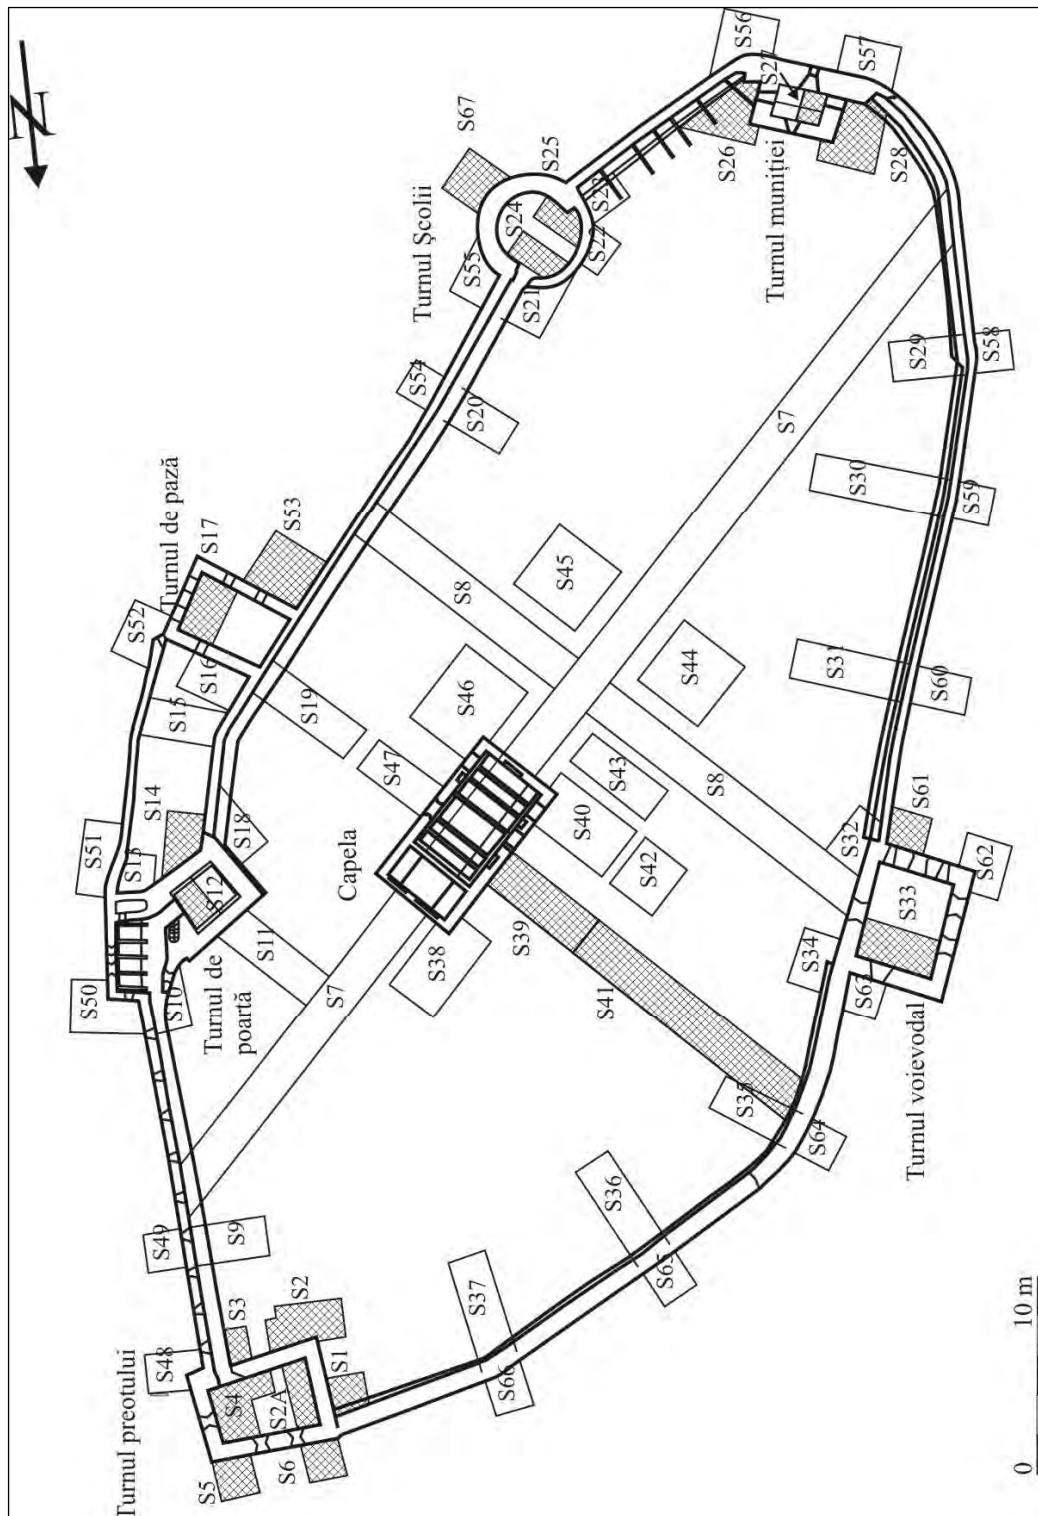 N
S56
S57
S27
S67
S25
S26
S28
S24
S23
S22
Turnul muniției
Turnul Școlii
S55
S21
S54
S20
S29
S58
S7
S30
S59
Turnul de pază
S17
S53
S8
S45
S52
S16
S15
S19
S46
S44
S31
S60
S47
S43
S8
S14
S51
S13
S18
S40
S61
S32
S62
Capela
S42
S12
S33
S11
S39
S38
S34
S50
S10
Turnul de
poartă
S7
S41
S63
S35
S64
Turnul voievodal
S49
S9
S36
S65
S37
S66
S2
S3
S48
S1
S4
S2A
S6
S5
Turnul preotului
0 10 m